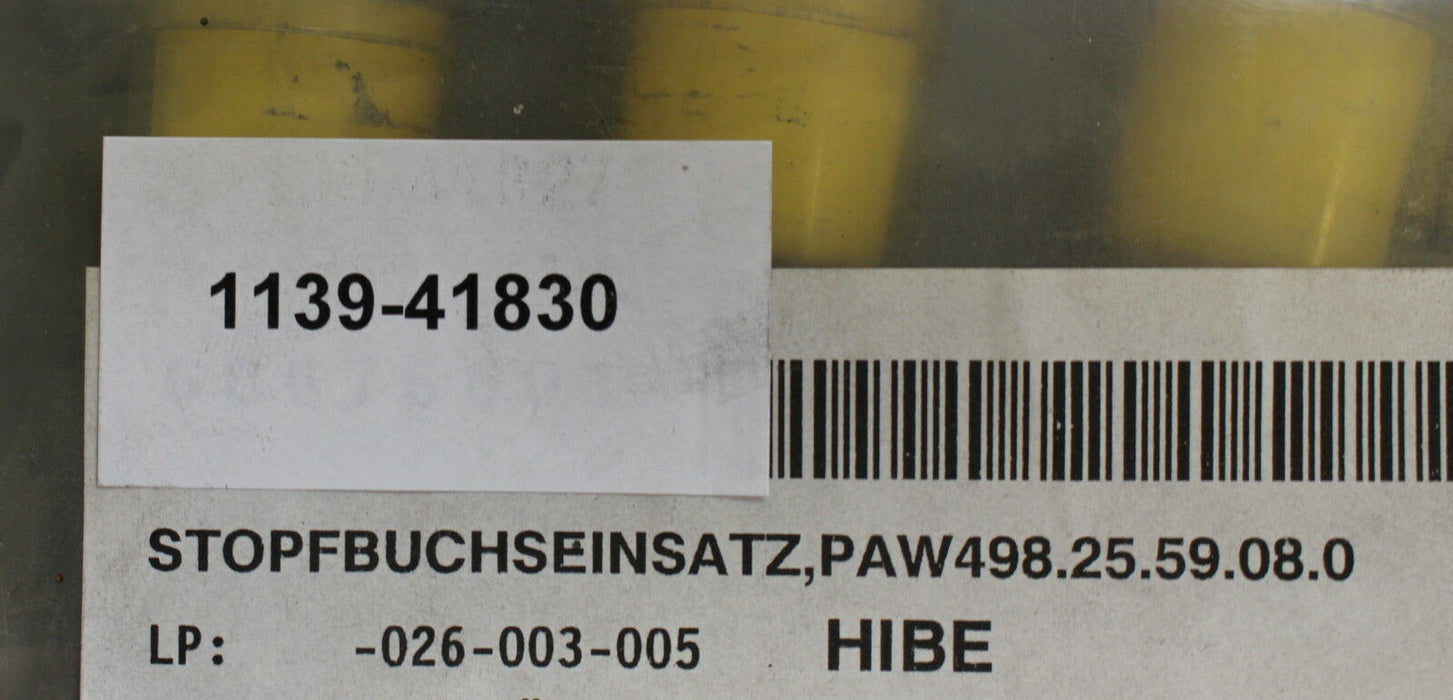 1139-41830
STOPFBUCHSEINSATZ,PAW498.25.59.08.0
LP: -026-003-005 HIBE